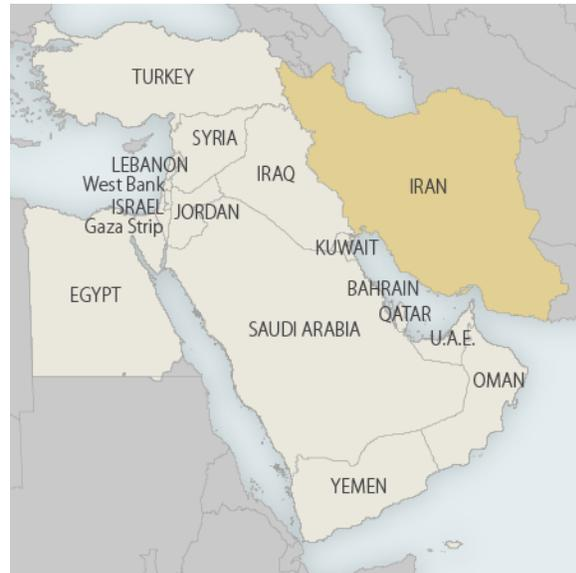 TURKEY
SYRIA
LEBANON
West Bank
IRAQ
IRAN
ISRAEL
JORDAN
Gaza Strip
KUWAIT
EGYPT
BAHRAIN
QATAR
SAUDI ARABIA
U.A.E.
OMAN
YEMEN